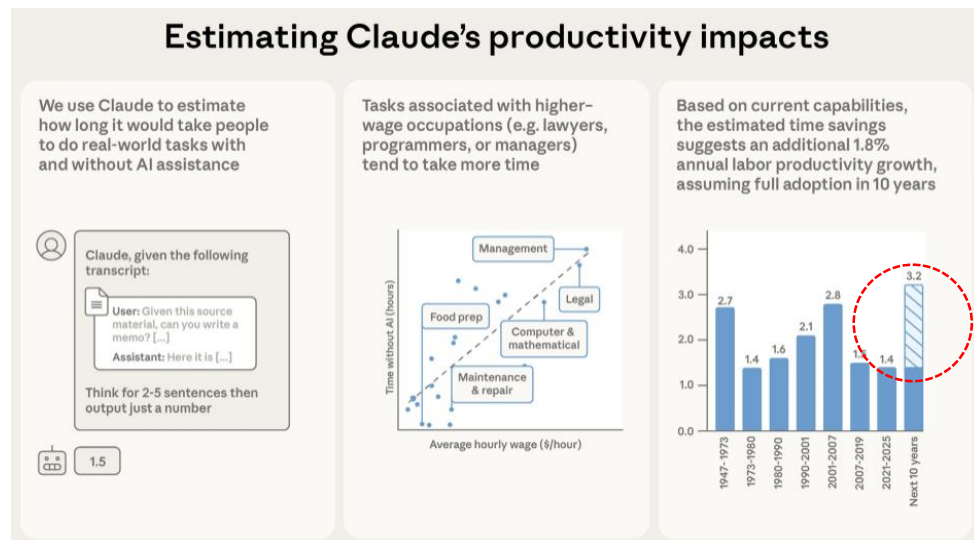 Estimating Claude's productivity impacts
We use Claude to estimate
how long it would take people
to do real-world tasks with
and without AI assistance
Claude, given the following
transcript:
User: Given this source
material, can you write a
memo? [...]
Assistant: Here it is [...]
Think for 2-5 sentences then
output just a number
1.5
Tasks associated with higher-
wage occupations (e.g. lawyers,
programmers, or managers)
tend to take more time
Time without AI (hours)
Management
Legal
Food prep
Computer &
mathematical
Maintenance
& repair
Average hourly wage ($/hour)
Based on current capabilities,
the estimated time savings
suggests an additional 1.8%
annual labor productivity growth,
assuming full adoption in 10 years
4.0
3.0
2.0
1.0
0.0
2.7
1.4
1.6
2.1
2.8
1.4
3.2
1947-1973
1973-1980
1980-1990
1990-2001
2001-2007
2007-2019
2021-2025
Next 10 years